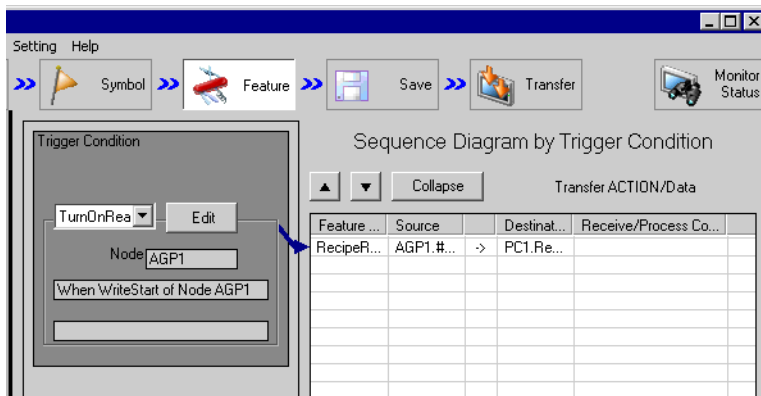 Setting Help
Symbol Feature Save Transfer Monitor Status
Trigger Condition
Sequence Diagram by Trigger Condition
Collapse Transfer ACTION/Data
TurnOnRea Edit
Feature ... Source Destinat... Receive/Process Co...
RecipeR... AGP1.#... -> PC1.Re...
Node AGP1
When WriteStart of Node AGP1